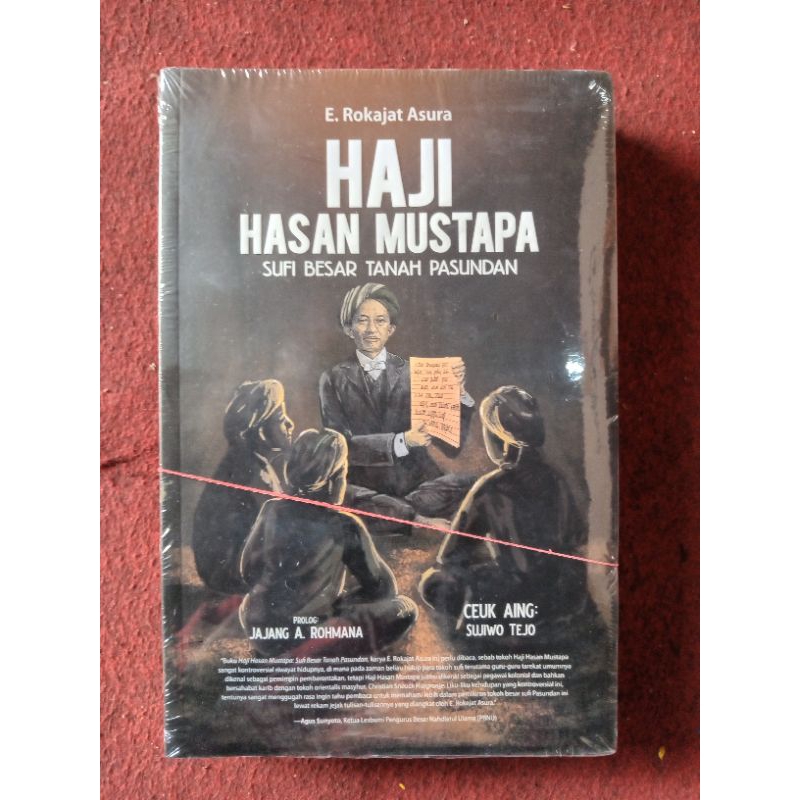 E. Rokajat Asura
HAJI
HASAN MUSTAPA
SUFI BESAR TANAH PASUNDAN
PROLOG:
JAJANG A. ROHMANA
CEUK AING:
SUJIWO TEJO
"Buku Haji Hasan Mustapa: Sufi Besar Tanah Pasundan, karya E. Rokajat Asura ini perlu dibaca, sebab tokoh Haji Hasan Mustapa
sangat kontroversial riwayat hidupnya, di mana pada zaman beliau hidup para tokoh sufi terutama guru-guru tarekat umumnya
dikenal sebagai pemimpin pemberontakan, tetapi Haji Hasan Mustapa justru dikenal sebagai pegawai kolonial dan bahkan
bersahabat karib dengan tokoh orientalis masyhur, Christian Snouck Hurgronje. Lika-liku kehidupan yang kontroversial ini,
tentunya sangat menggugah rasa ingin tahu pembaca untuk memahami lebih dalam pemikiran tokoh besar sufi Pasundan ini
lewat rekam jejak tulisan-tulisannya yang diangkat oleh E. Rokajat Asura."
—Agus Sunyoto, Ketua Lesbumi Pengurus Besar Nahdlatul Ulama (PBNU)